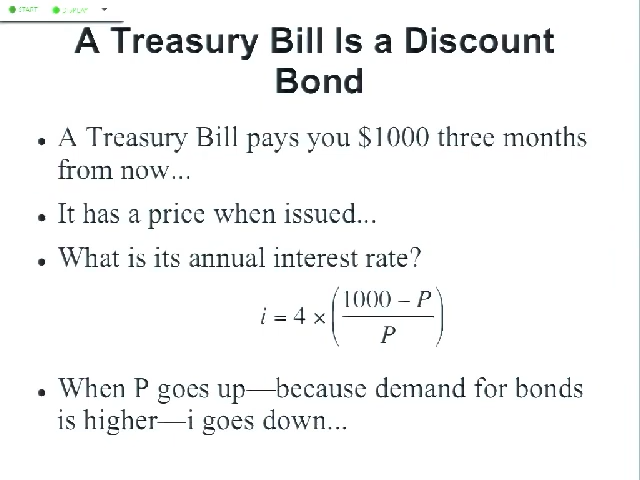 START DISPLAY
A Treasury Bill Is a Discount
Bond
• A Treasury Bill pays you $1000 three months
from now...
• It has a price when issued...
• What is its annual interest rate?
i = 4 × ( (1000 – P) / P )
• When P goes up—because demand for bonds
is higher—i goes down...